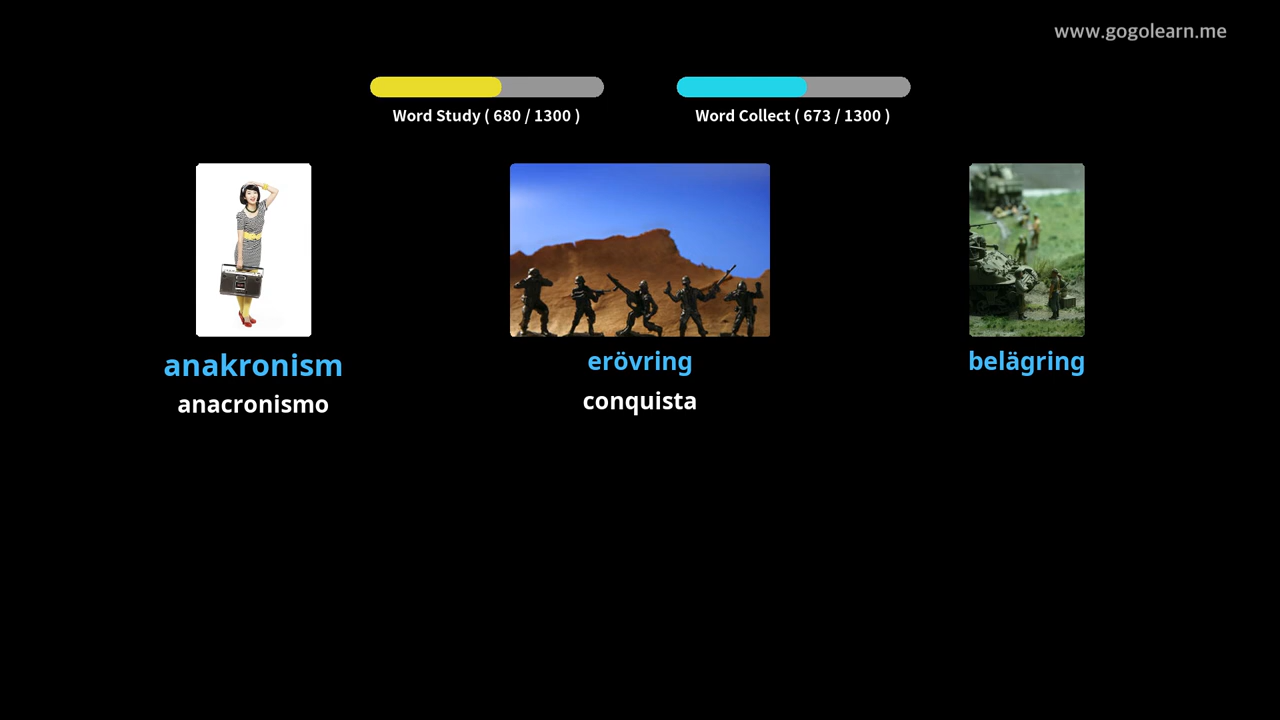 www.gogolearn.me
Word Study ( 680 / 1300 )
Word Collect ( 673 / 1300 )
anakronism
anacronismo
erövring
conquista
belägring